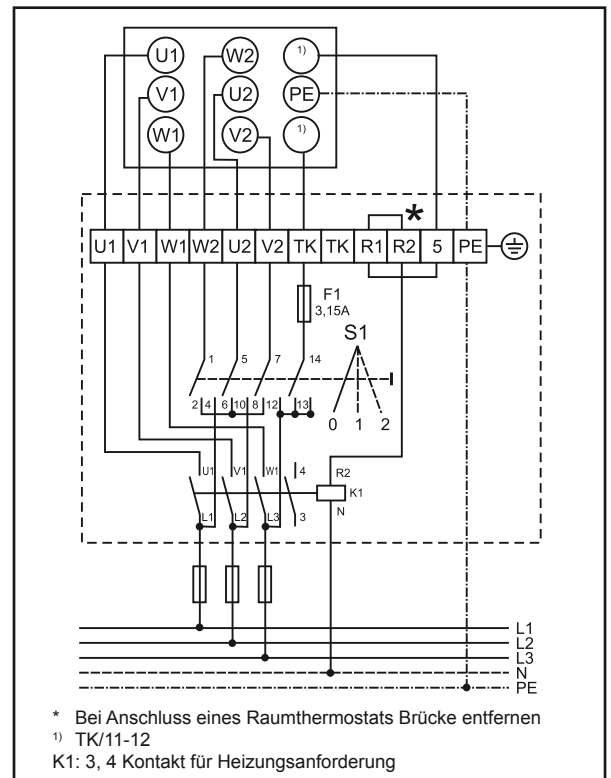 U1 W2 1)
V1 U2 PE
W1 V2 1)
*
U1 V1 W1 W2 U2 V2 TK TK R1 R2 5 PE
F1
3,15A
S1
1 5 7 14
2 4 6 10 8 12 13
0 1 2
U1 V1 W1 4 R2
K1
L1 L2 L3 3 N
L1
L2
L3
N
PE
* Bei Anschluss eines Raumthermostats Brücke entfernen
1) TK/11-12
K1: 3, 4 Kontakt für Heizungsanforderung